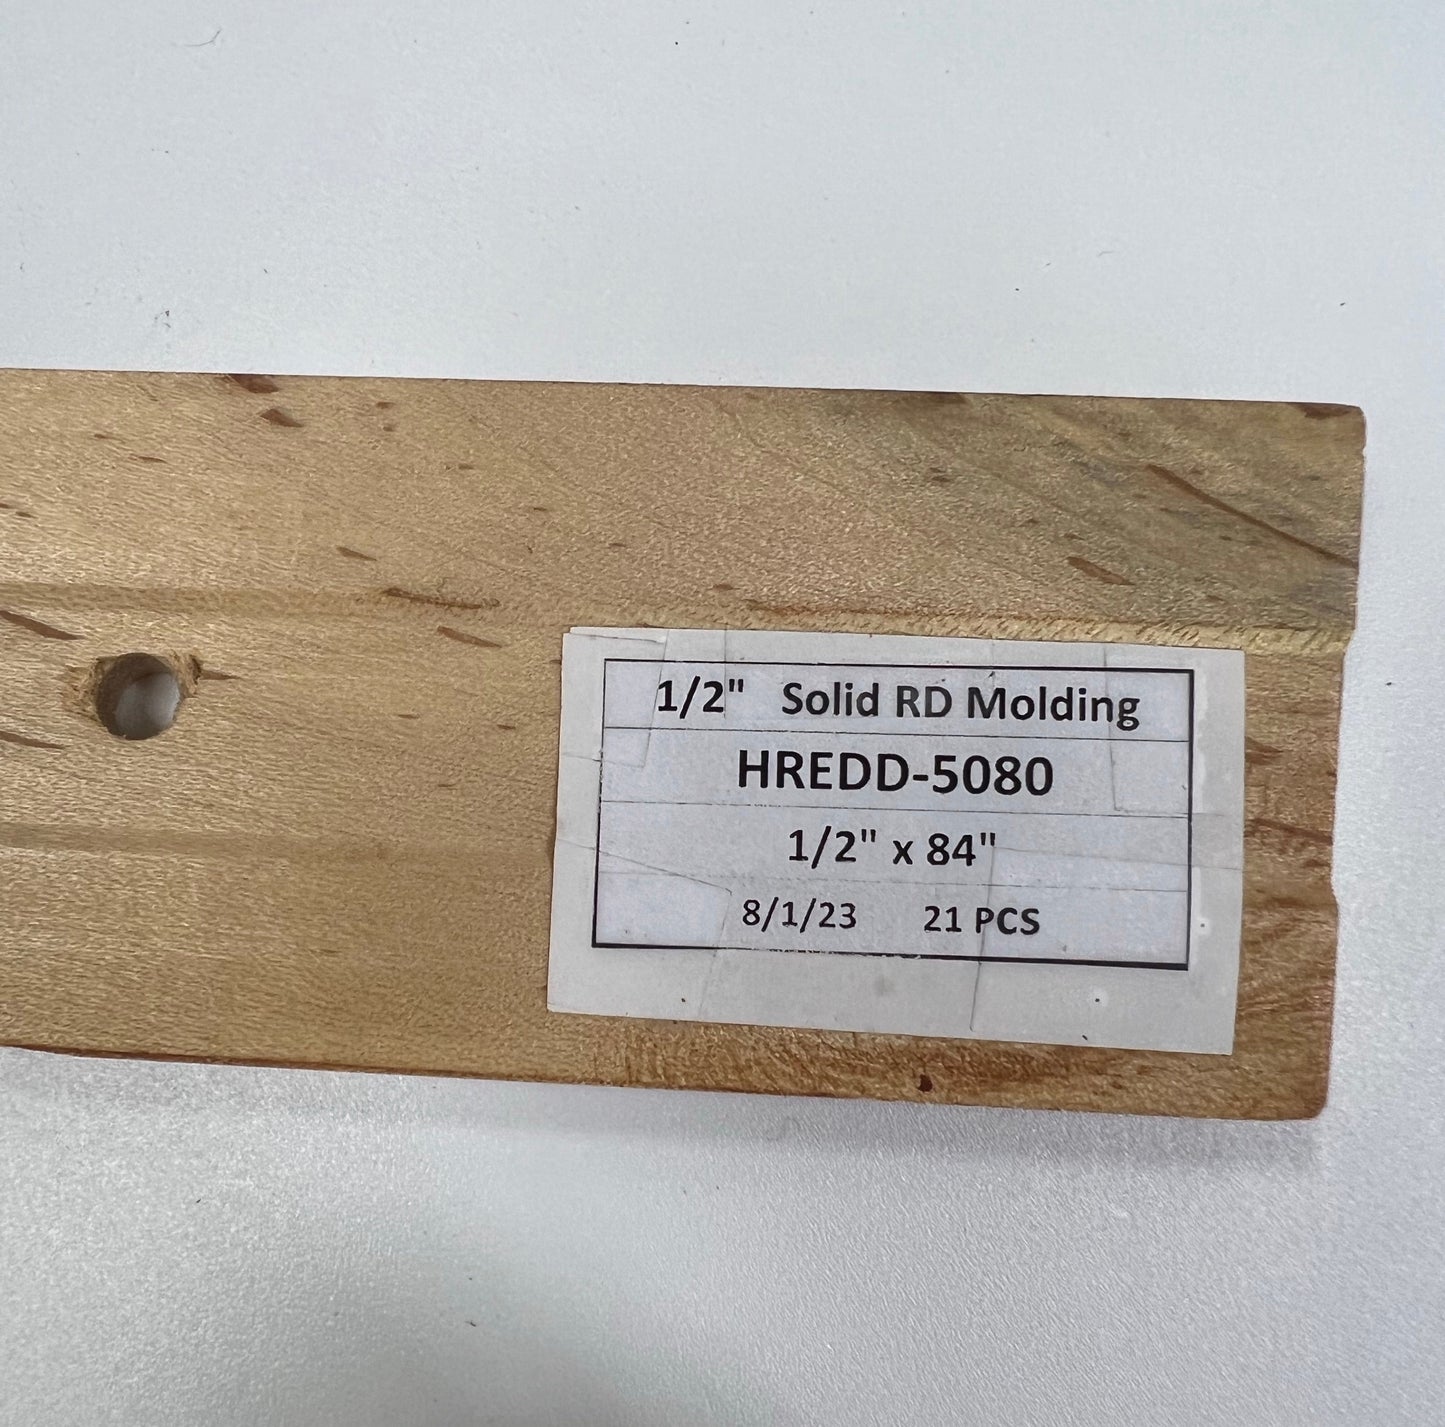 1/2" Solid RD Molding
HREDD-5080
1/2" x 84"
8/1/23 21 PCS